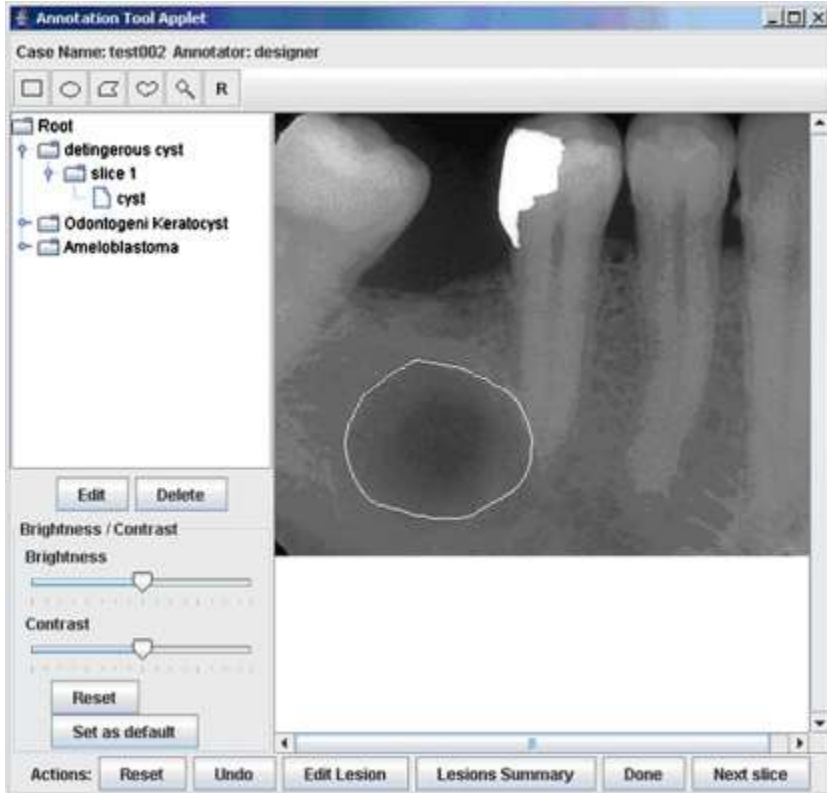 Annotation Tool Applet
Case Name: test002 Annotator: designer
R
Root
detingerous cyst
slice 1
cyst
Odontogeni Keratocyst
Ameloblastoma
Edit Delete
Brightness / Contrast
Brightness
Contrast
Reset
Set as default
Actions: Reset Undo Edit Lesion Lesions Summary Done Next slice